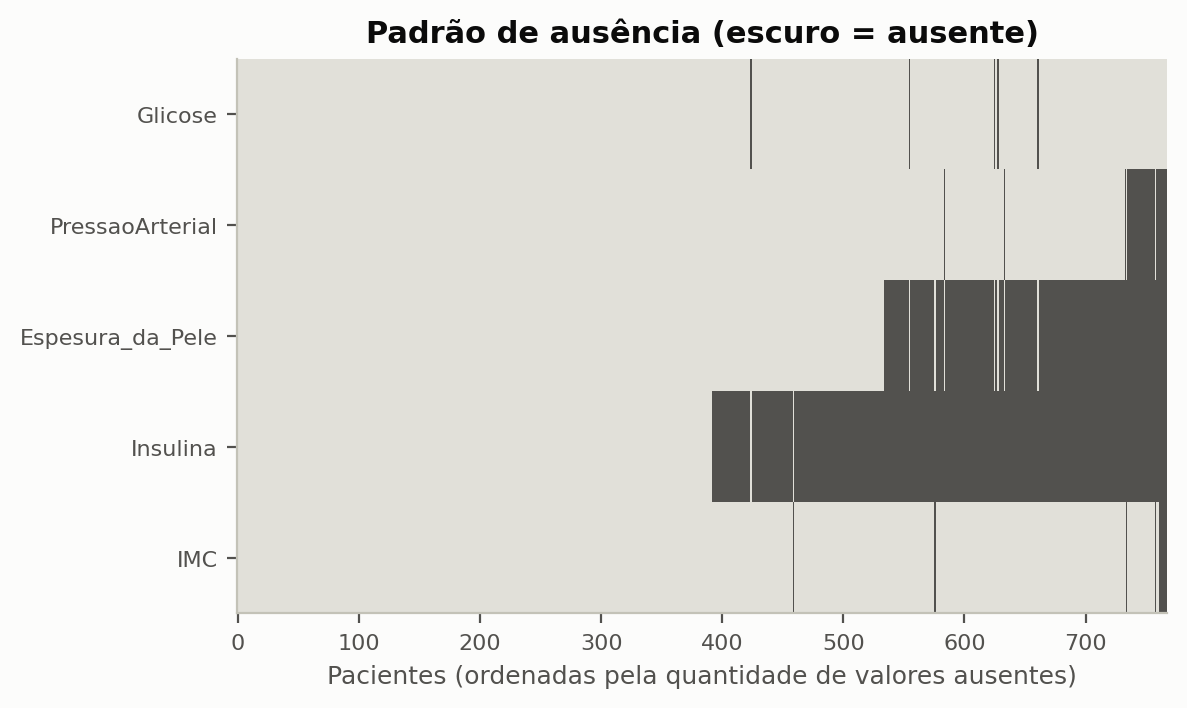 Padrão de ausência (escuro = ausente)
Glicose
PressaoArterial
Espesura_da_Pele
Insulina
IMC
0 100 200 300 400 500 600 700
Pacientes (ordenadas pela quantidade de valores ausentes)